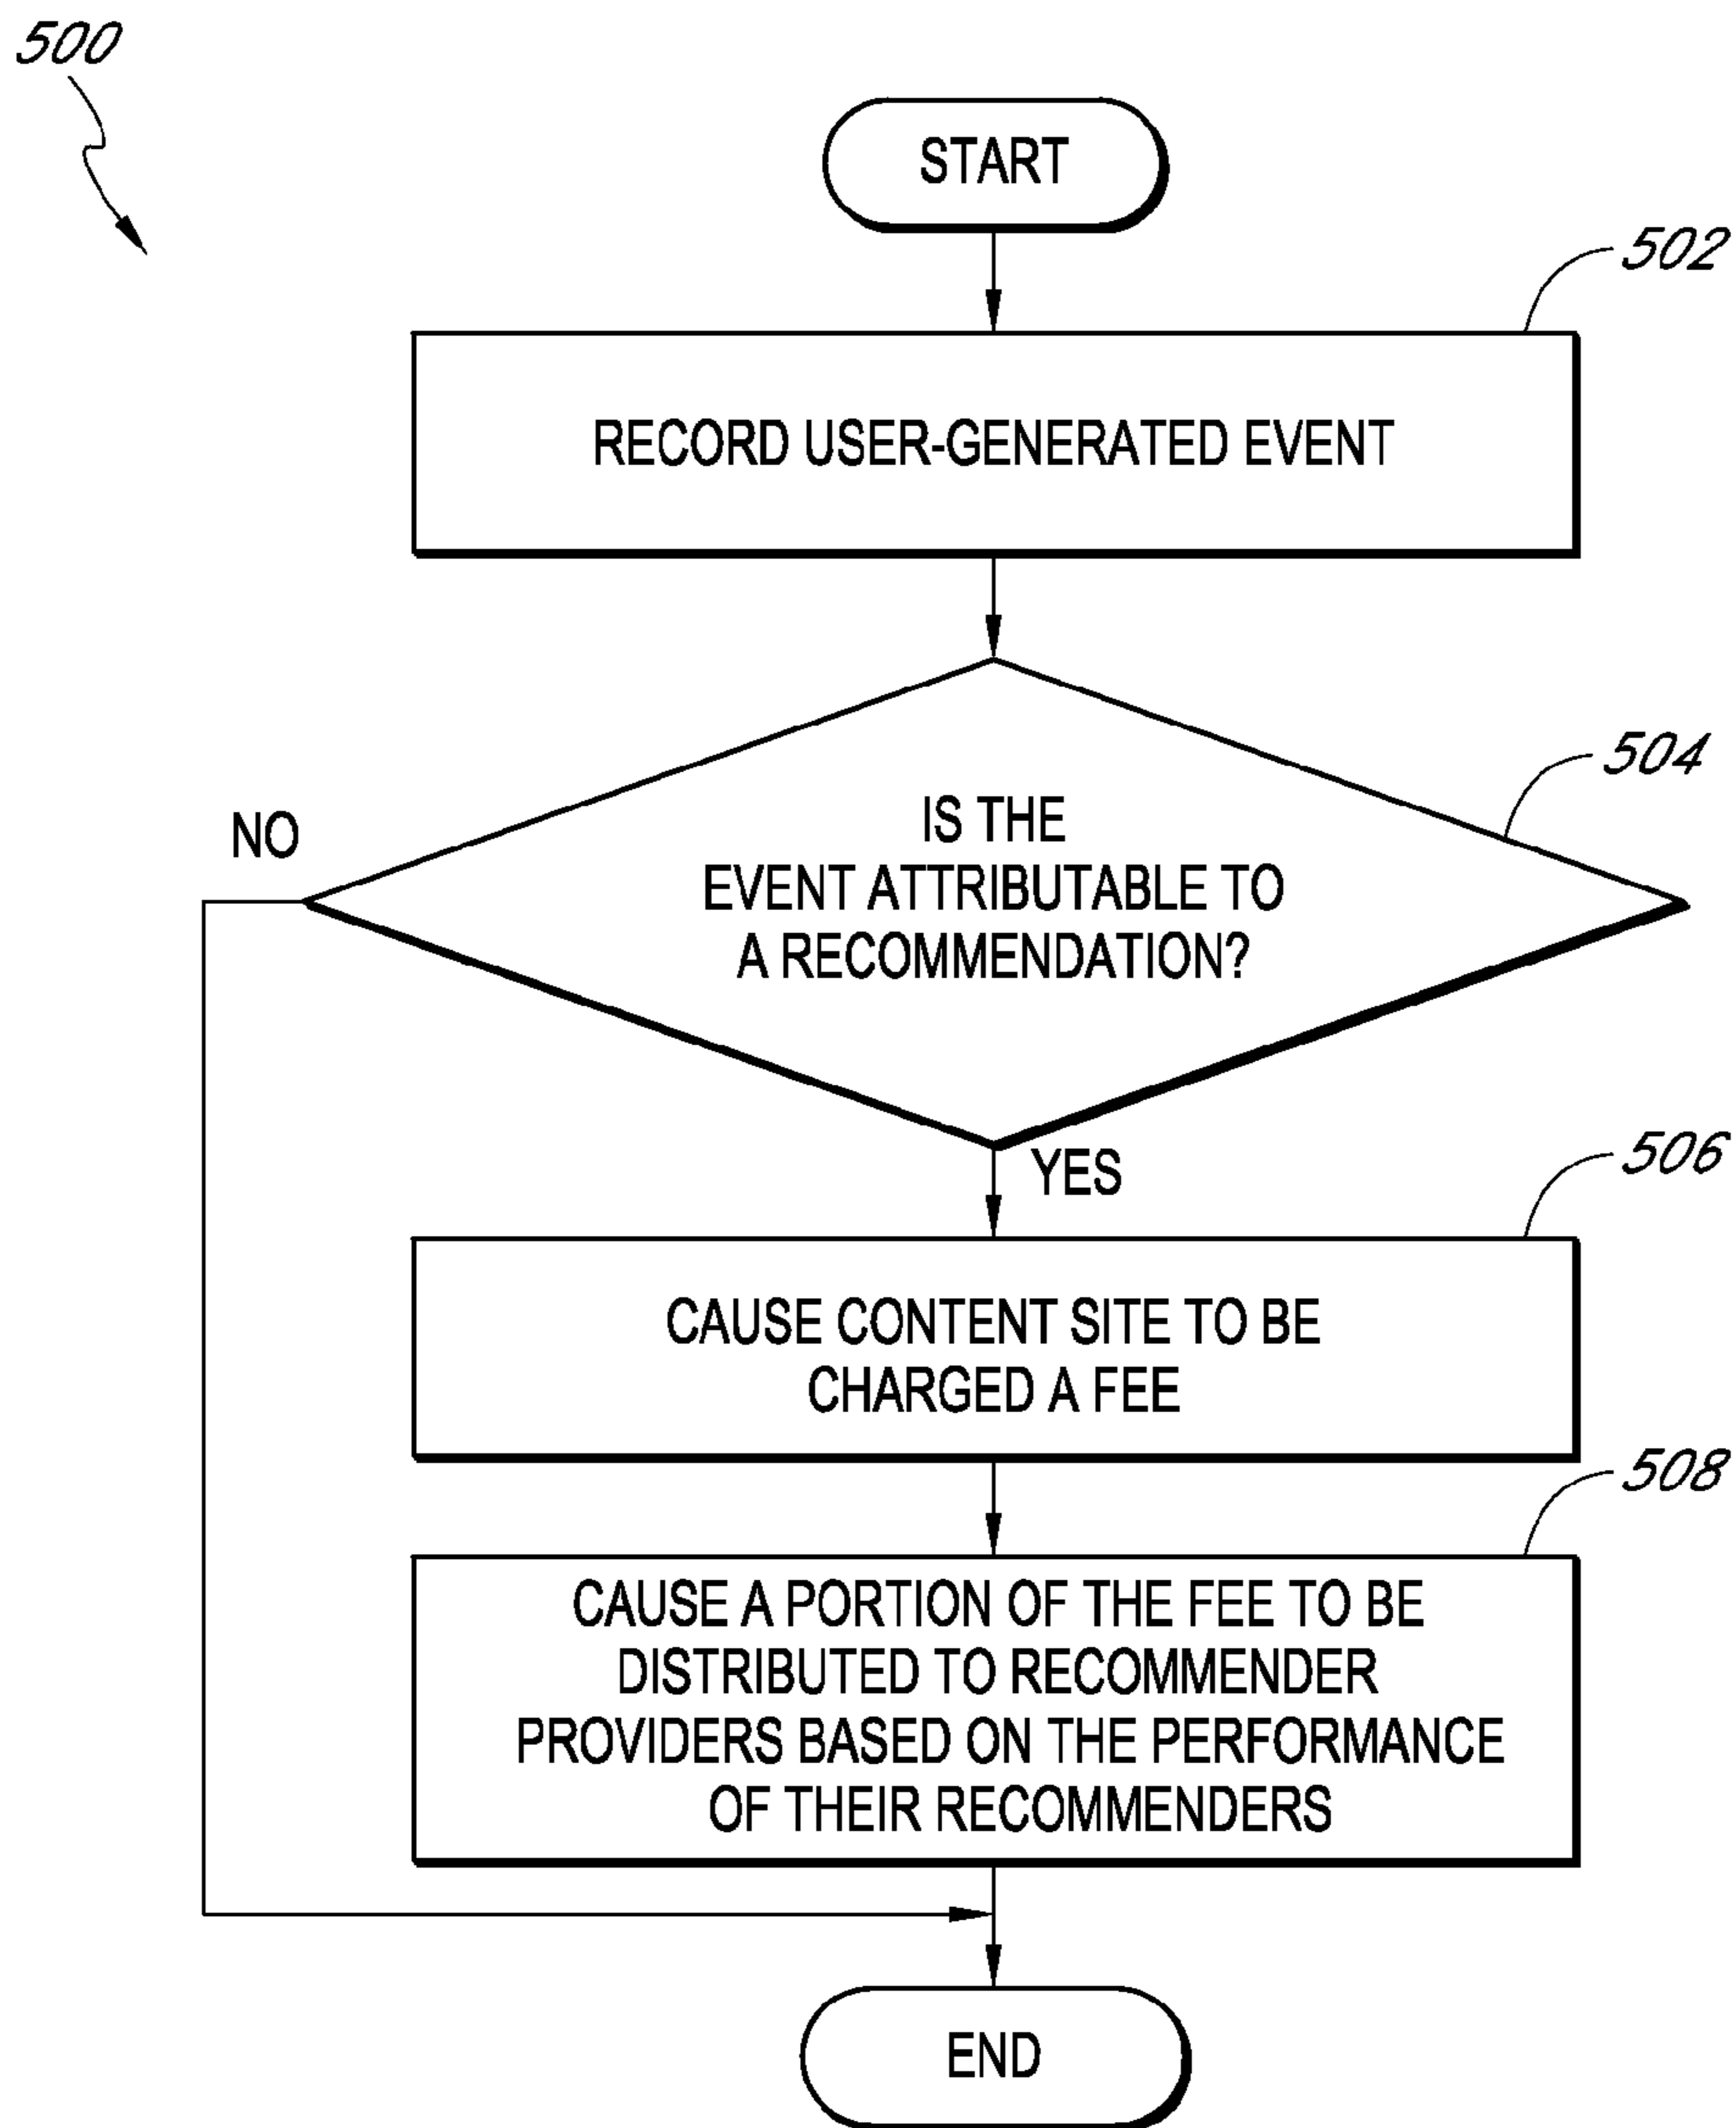 500
START
502
RECORD USER-GENERATED EVENT
504
NO
IS THE
EVENT ATTRIBUTABLE TO
A RECOMMENDATION?
506
YES
CAUSE CONTENT SITE TO BE
CHARGED A FEE
508
CAUSE A PORTION OF THE FEE TO BE
DISTRIBUTED TO RECOMMENDER
PROVIDERS BASED ON THE PERFORMANCE
OF THEIR RECOMMENDERS
END